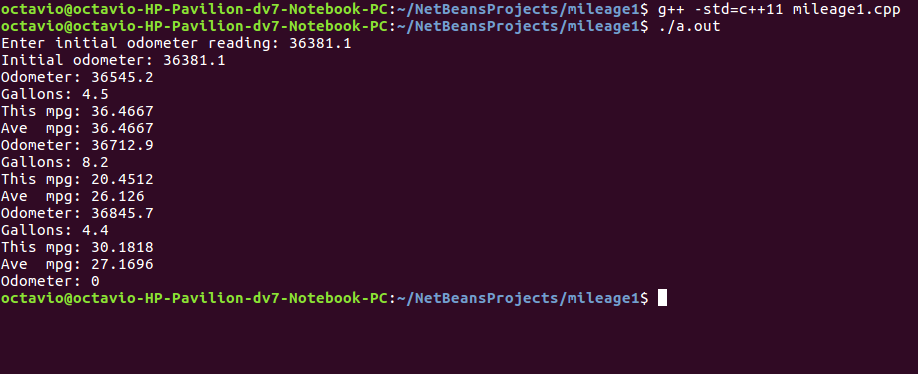 octavio@octavio-HP-Pavilion-dv7-Notebook-PC:~/NetBeansProjects/mileage1$ g++ -std=c++11 mileage1.cpp
octavio@octavio-HP-Pavilion-dv7-Notebook-PC:~/NetBeansProjects/mileage1$ ./a.out
Enter initial odometer reading: 36381.1
Initial odometer: 36381.1
Odometer: 36545.2
Gallons: 4.5
This mpg: 36.4667
Ave  mpg: 36.4667
Odometer: 36712.9
Gallons: 8.2
This mpg: 20.4512
Ave  mpg: 26.126
Odometer: 36845.7
Gallons: 4.4
This mpg: 30.1818
Ave  mpg: 27.1696
Odometer: 0
octavio@octavio-HP-Pavilion-dv7-Notebook-PC:~/NetBeansProjects/mileage1$